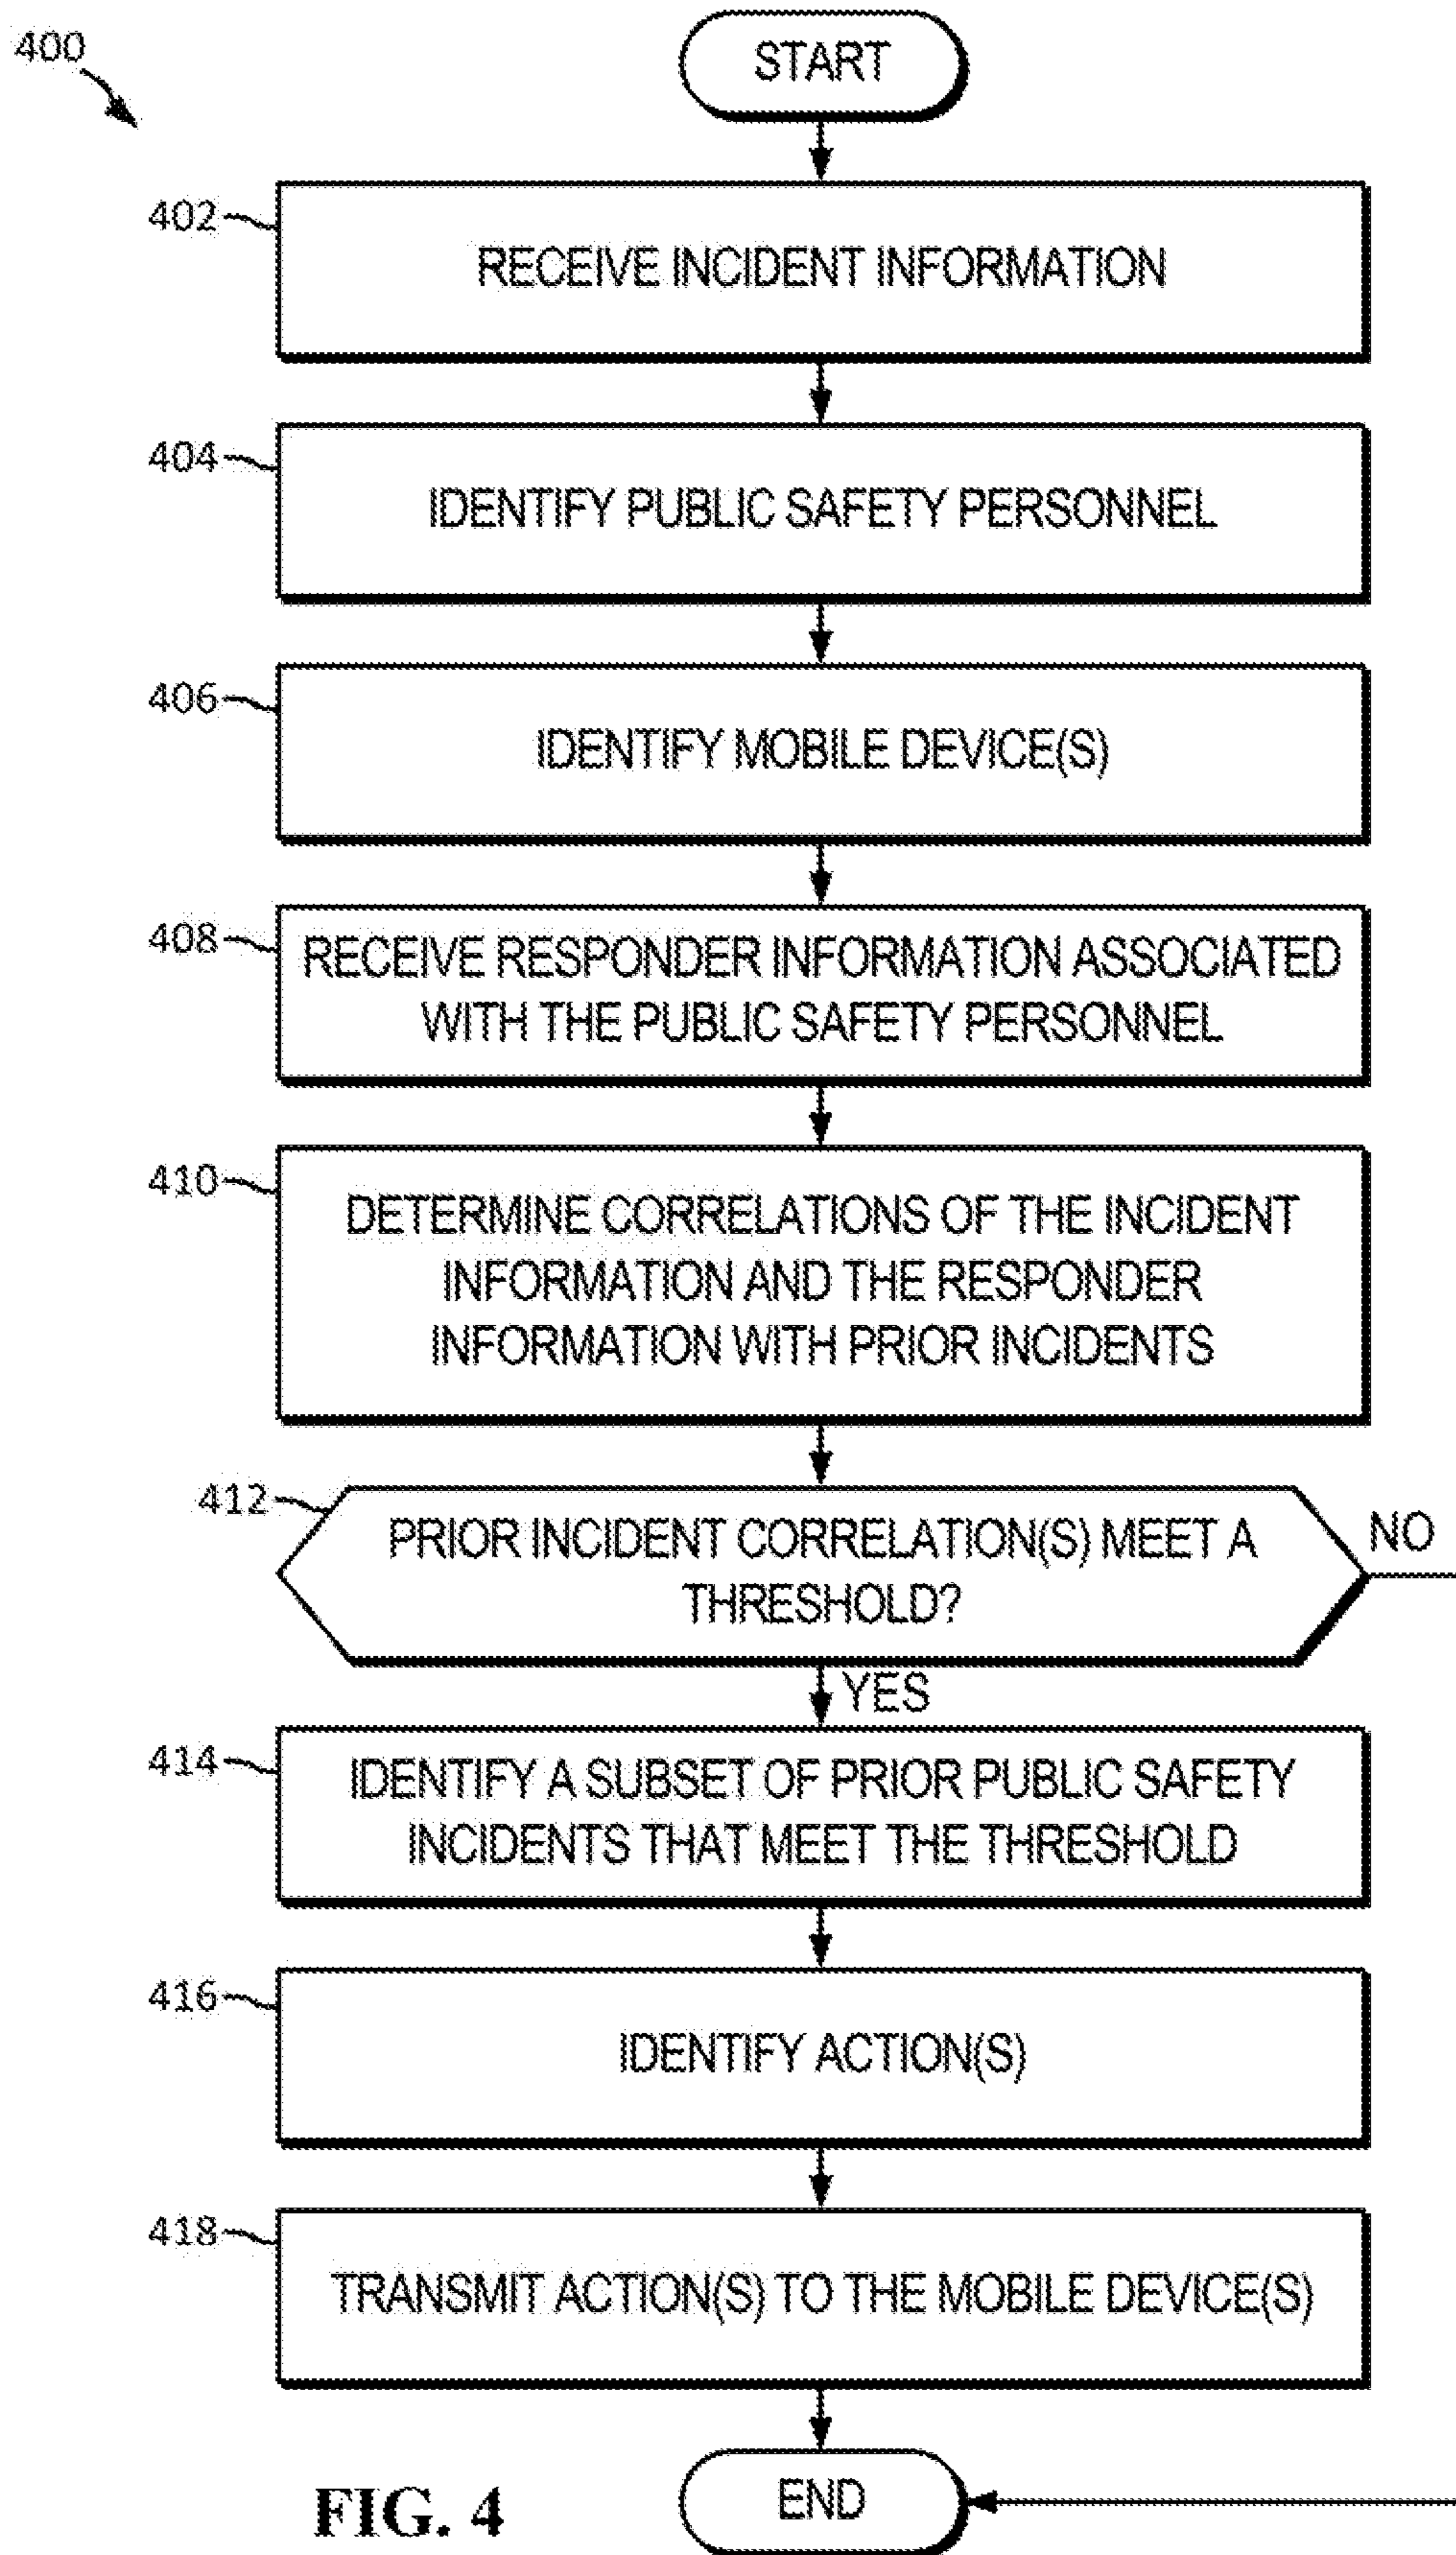 400
START
402
RECEIVE INCIDENT INFORMATION
404
IDENTIFY PUBLIC SAFETY PERSONNEL
406
IDENTIFY MOBILE DEVICE(S)
408
RECEIVE RESPONDER INFORMATION ASSOCIATED
WITH THE PUBLIC SAFETY PERSONNEL
410
DETERMINE CORRELATIONS OF THE INCIDENT
INFORMATION AND THE RESPONDER
INFORMATION WITH PRIOR INCIDENTS
412
PRIOR INCIDENT CORRELATION(S) MEET A
THRESHOLD?
NO
YES
414
IDENTIFY A SUBSET OF PRIOR PUBLIC SAFETY
INCIDENTS THAT MEET THE THRESHOLD
416
IDENTIFY ACTION(S)
418
TRANSMIT ACTION(S) TO THE MOBILE DEVICE(S)
END
FIG. 4